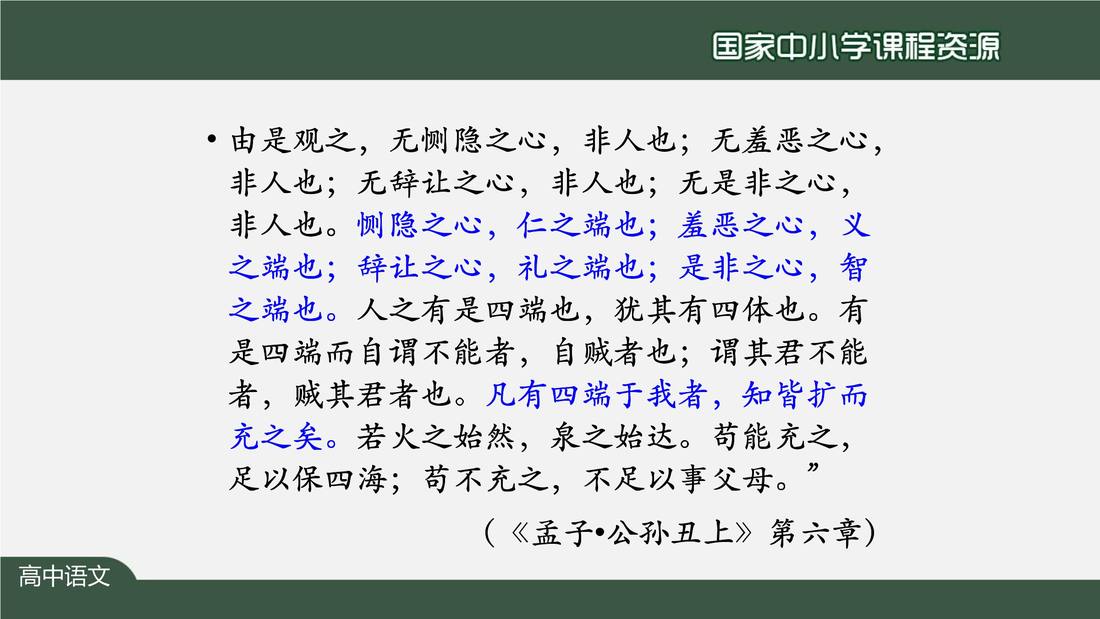 国家中小学课程资源
• 由是观之，无恻隐之心，非人也；无羞恶之心，
非人也；无辞让之心，非人也；无是非之心，
非人也。恻隐之心，仁之端也；羞恶之心，义
之端也；辞让之心，礼之端也；是非之心，智
之端也。人之有是四端也，犹其有四体也。有
是四端而自谓不能者，自贼者也；谓其君不能
者，贼其君者也。凡有四端于我者，知皆扩而
充之矣。若火之始然，泉之始达。苟能充之，
足以保四海；苟不充之，不足以事父母。”
（《孟子•公孙丑上》第六章）
高中语文